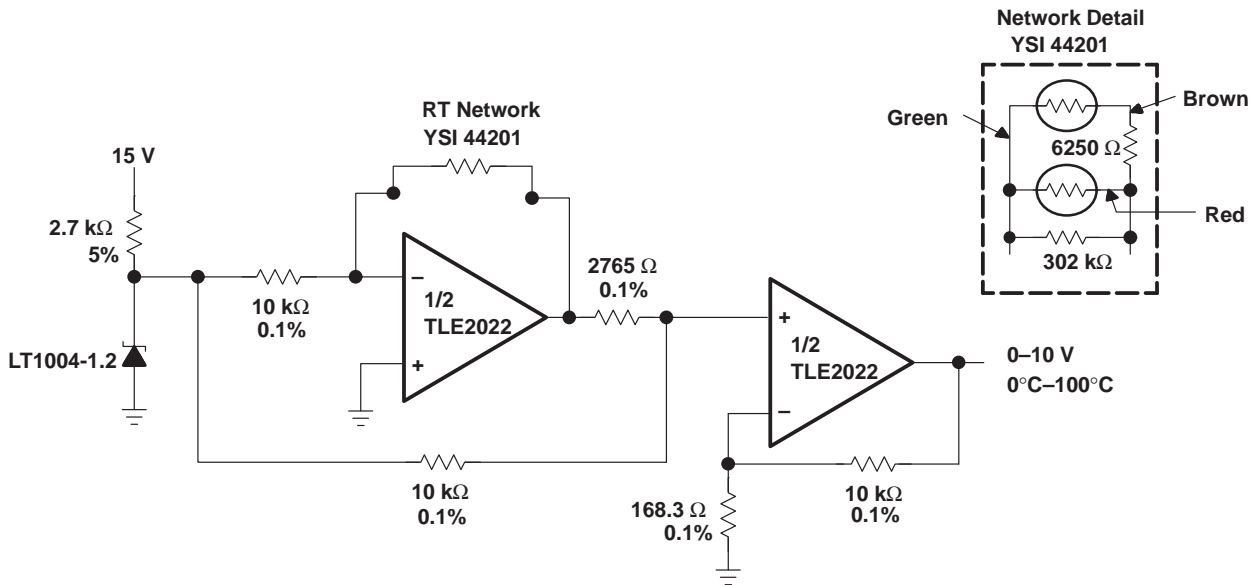 Network Detail
YSI 44201
Green
Brown
6250 Ω
Red
302 kΩ
RT Network
YSI 44201
15 V
2.7 kΩ
5%
LT1004-1.2
10 kΩ
0.1%
−
1/2
TLE2022
+
2765 Ω
0.1%
+
1/2
TLE2022
−
0–10 V
0°C–100°C
10 kΩ
0.1%
168.3 Ω
0.1%
10 kΩ
0.1%